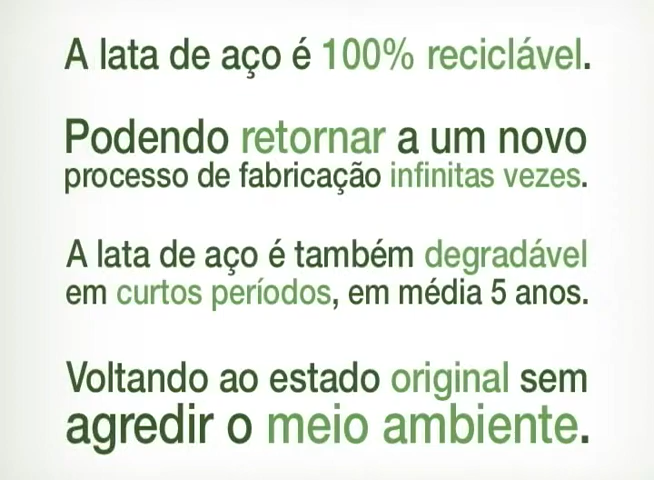 A lata de aço é 100% reciclável.
Podendo retornar a um novo
processo de fabricação infinitas vezes.
A lata de aço é também degradável
em curtos períodos, em média 5 anos.
Voltando ao estado original sem
agredir o meio ambiente.